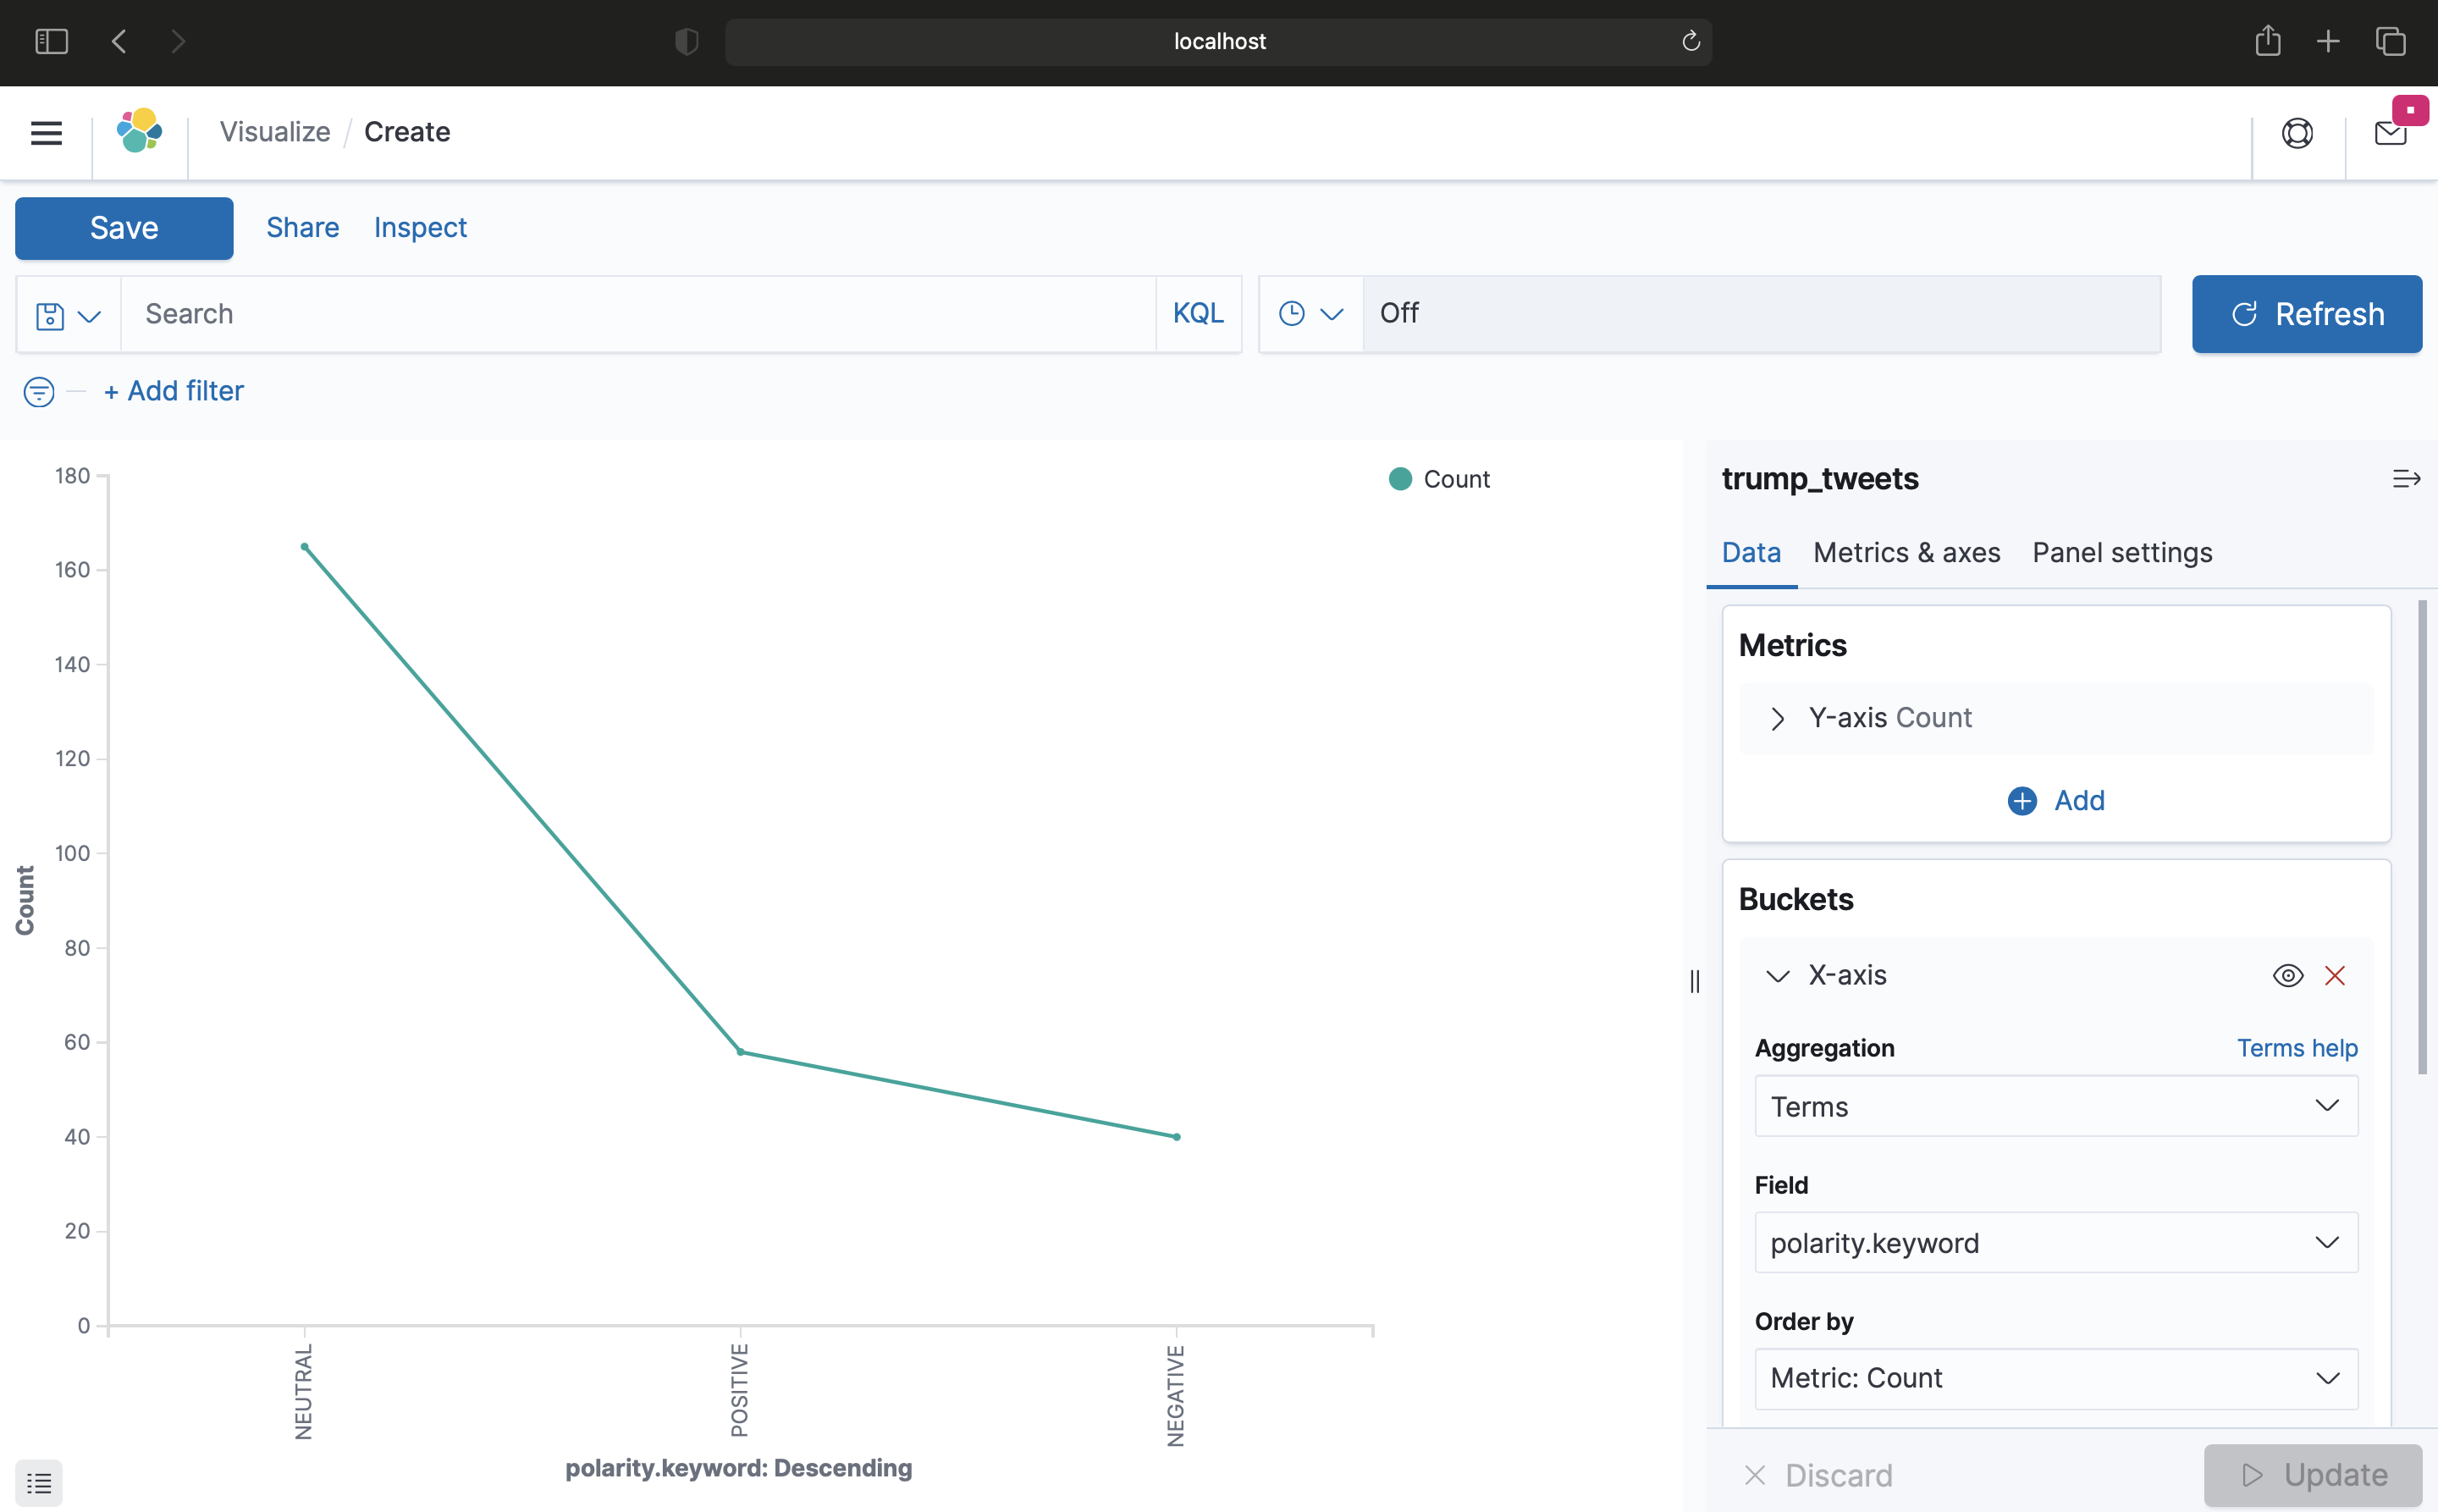 localhost
Visualize / Create
Save Share Inspect
Search KQL Off Refresh
+ Add filter
180
160
140
120
100
80
60
40
20
0
Count
NEUTRAL
POSITIVE
NEGATIVE
polarity.keyword: Descending
Count
trump_tweets
Data Metrics & axes Panel settings
Metrics
Y-axis Count
Add
Buckets
X-axis
Aggregation Terms help
Terms
Field
polarity.keyword
Order by
Metric: Count
Discard Update